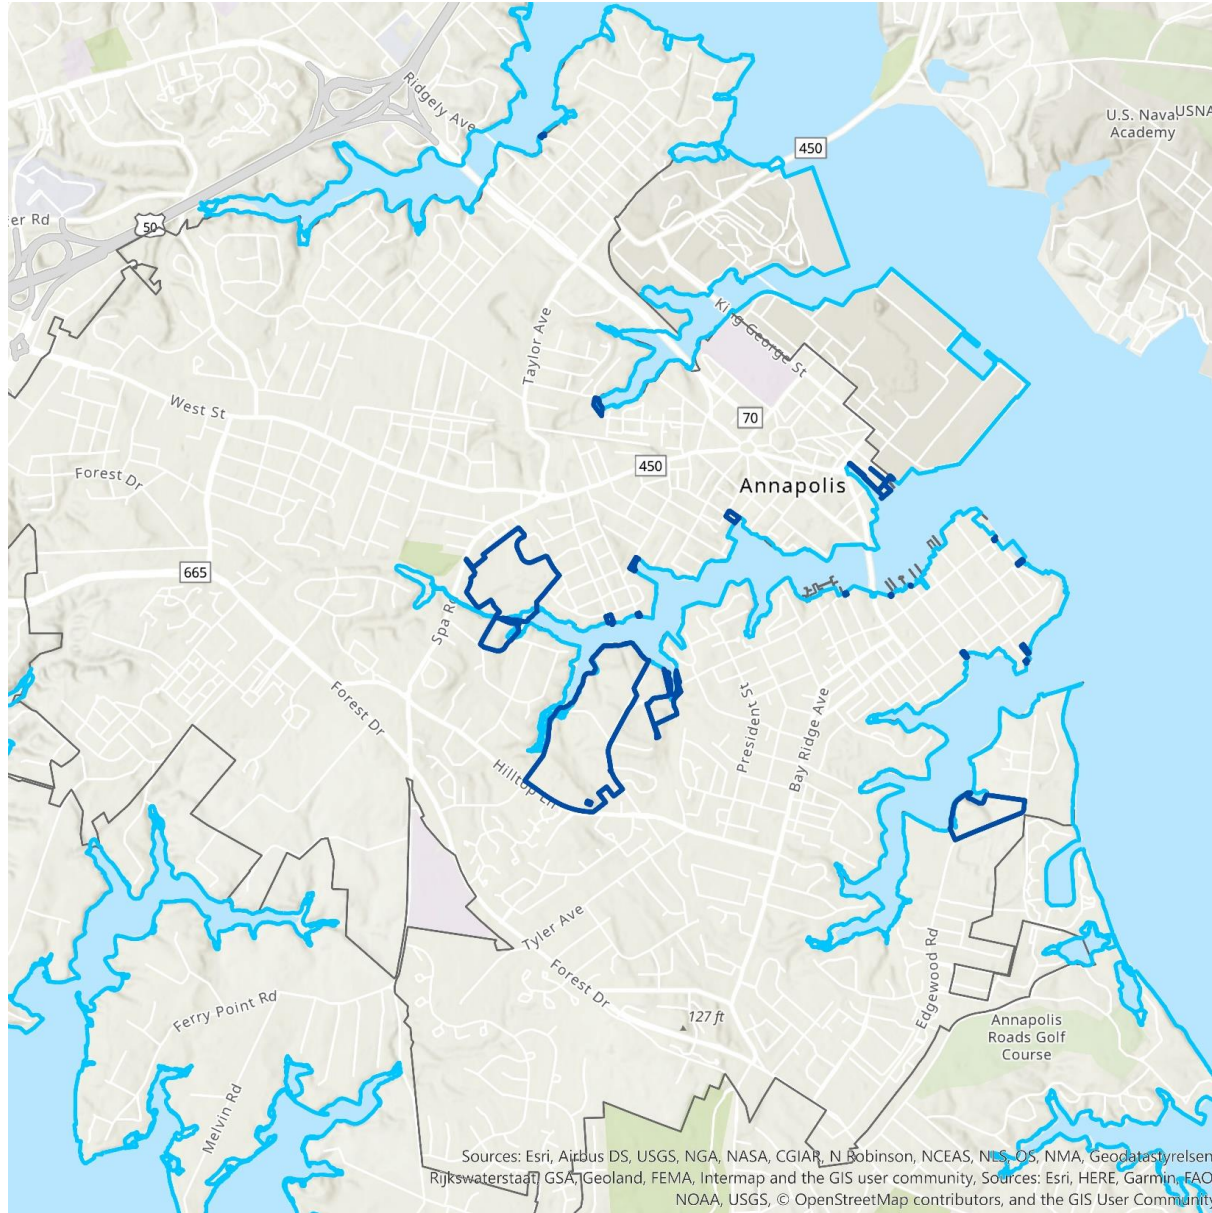 Ridgely Ave
450
U.S. Naval
Academy
USNA
er Rd
50
King George St
Taylor Ave
West St
70
450
Forest Dr
Annapolis
665
Spa R
Forest Dr
President St
Bay Ridge Ave
Hilltop Ln
Tyler Ave
Edgewood Rd
Forest Dr
Ferry Point Rd
127 ft
Annapolis
Roads Golf
Course
Melvin Rd
Sources: Esri, Airbus DS, USGS, NGA, NASA, CGIAR, N Robinson, NCEAS, NLS, OS, NMA, Geodatastyrelsen,
Rijkswaterstaat, GSA, Geoland, FEMA, Intermap and the GIS user community, Sources: Esri, HERE, Garmin, FAO,
NOAA, USGS, © OpenStreetMap contributors, and the GIS User Community